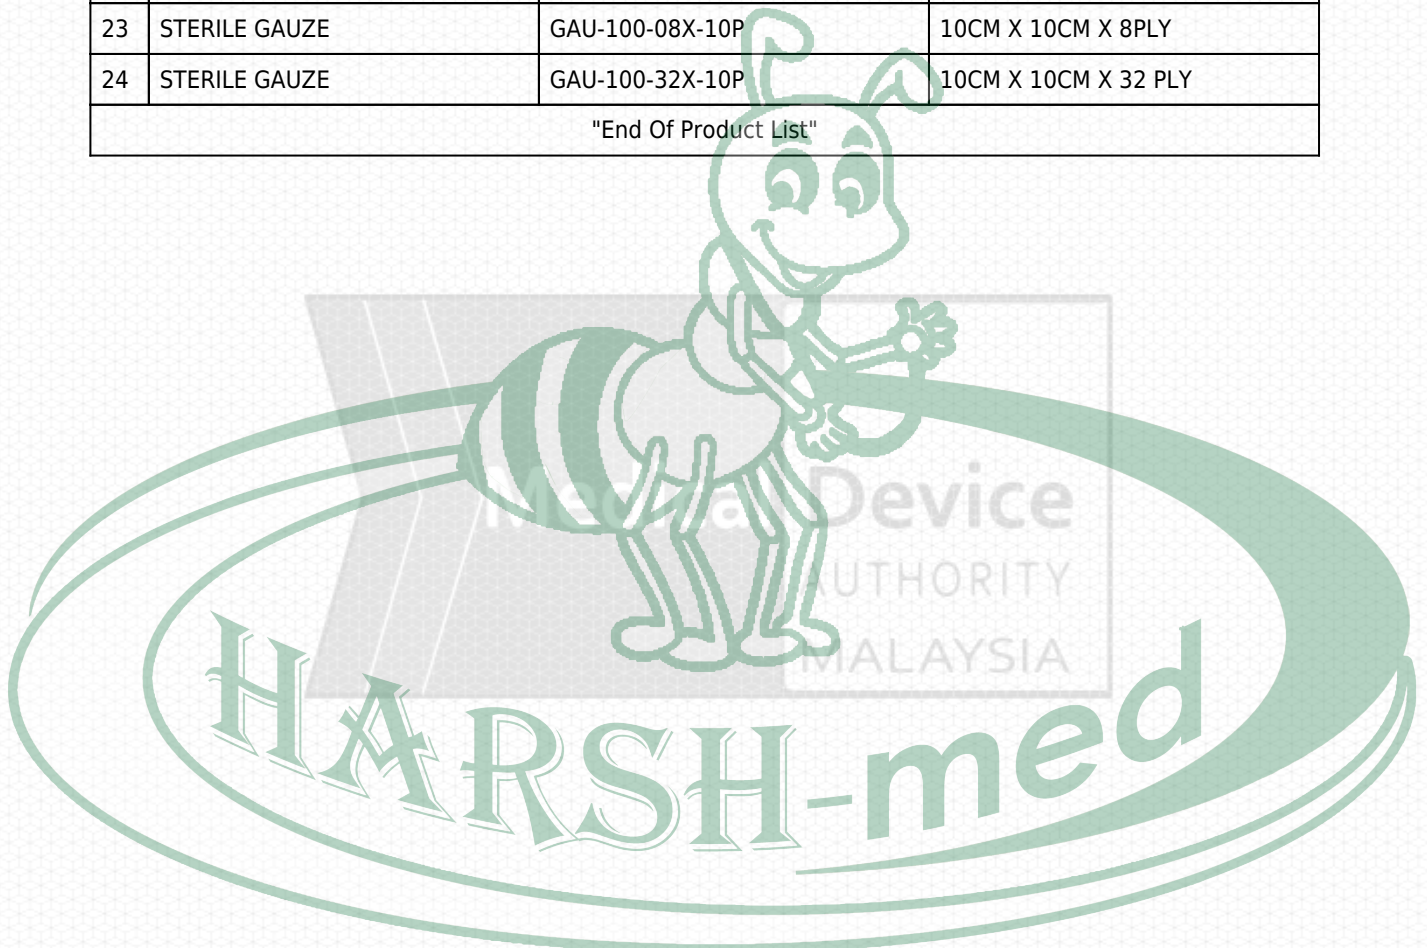 23 STERILE GAUZE GAU-100-08X-10P 10CM X 10CM X 8PLY
24 STERILE GAUZE GAU-100-32X-10P 10CM X 10CM X 32 PLY
"End Of Product List"
Medical Device
AUTHORITY
MALAYSIA
HARSH-med